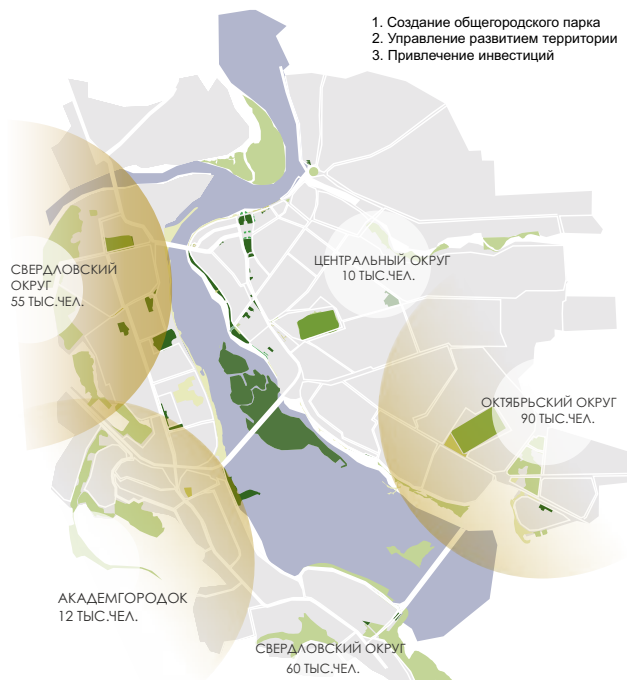 1. Создание общегородского парка
2. Управление развитием территории
3. Привлечение инвестиций
ЦЕНТРАЛЬНЫЙ ОКРУГ
10 ТЫС.ЧЕЛ.
СВЕРДЛОВСКИЙ
ОКРУГ
55 ТЫС.ЧЕЛ.
ОКТЯБРЬСКИЙ ОКРУГ
90 ТЫС.ЧЕЛ.
АКАДЕМГОРОДОК
12 ТЫС.ЧЕЛ.
СВЕРДЛОВСКИЙ ОКРУГ
60 ТЫС.ЧЕЛ.